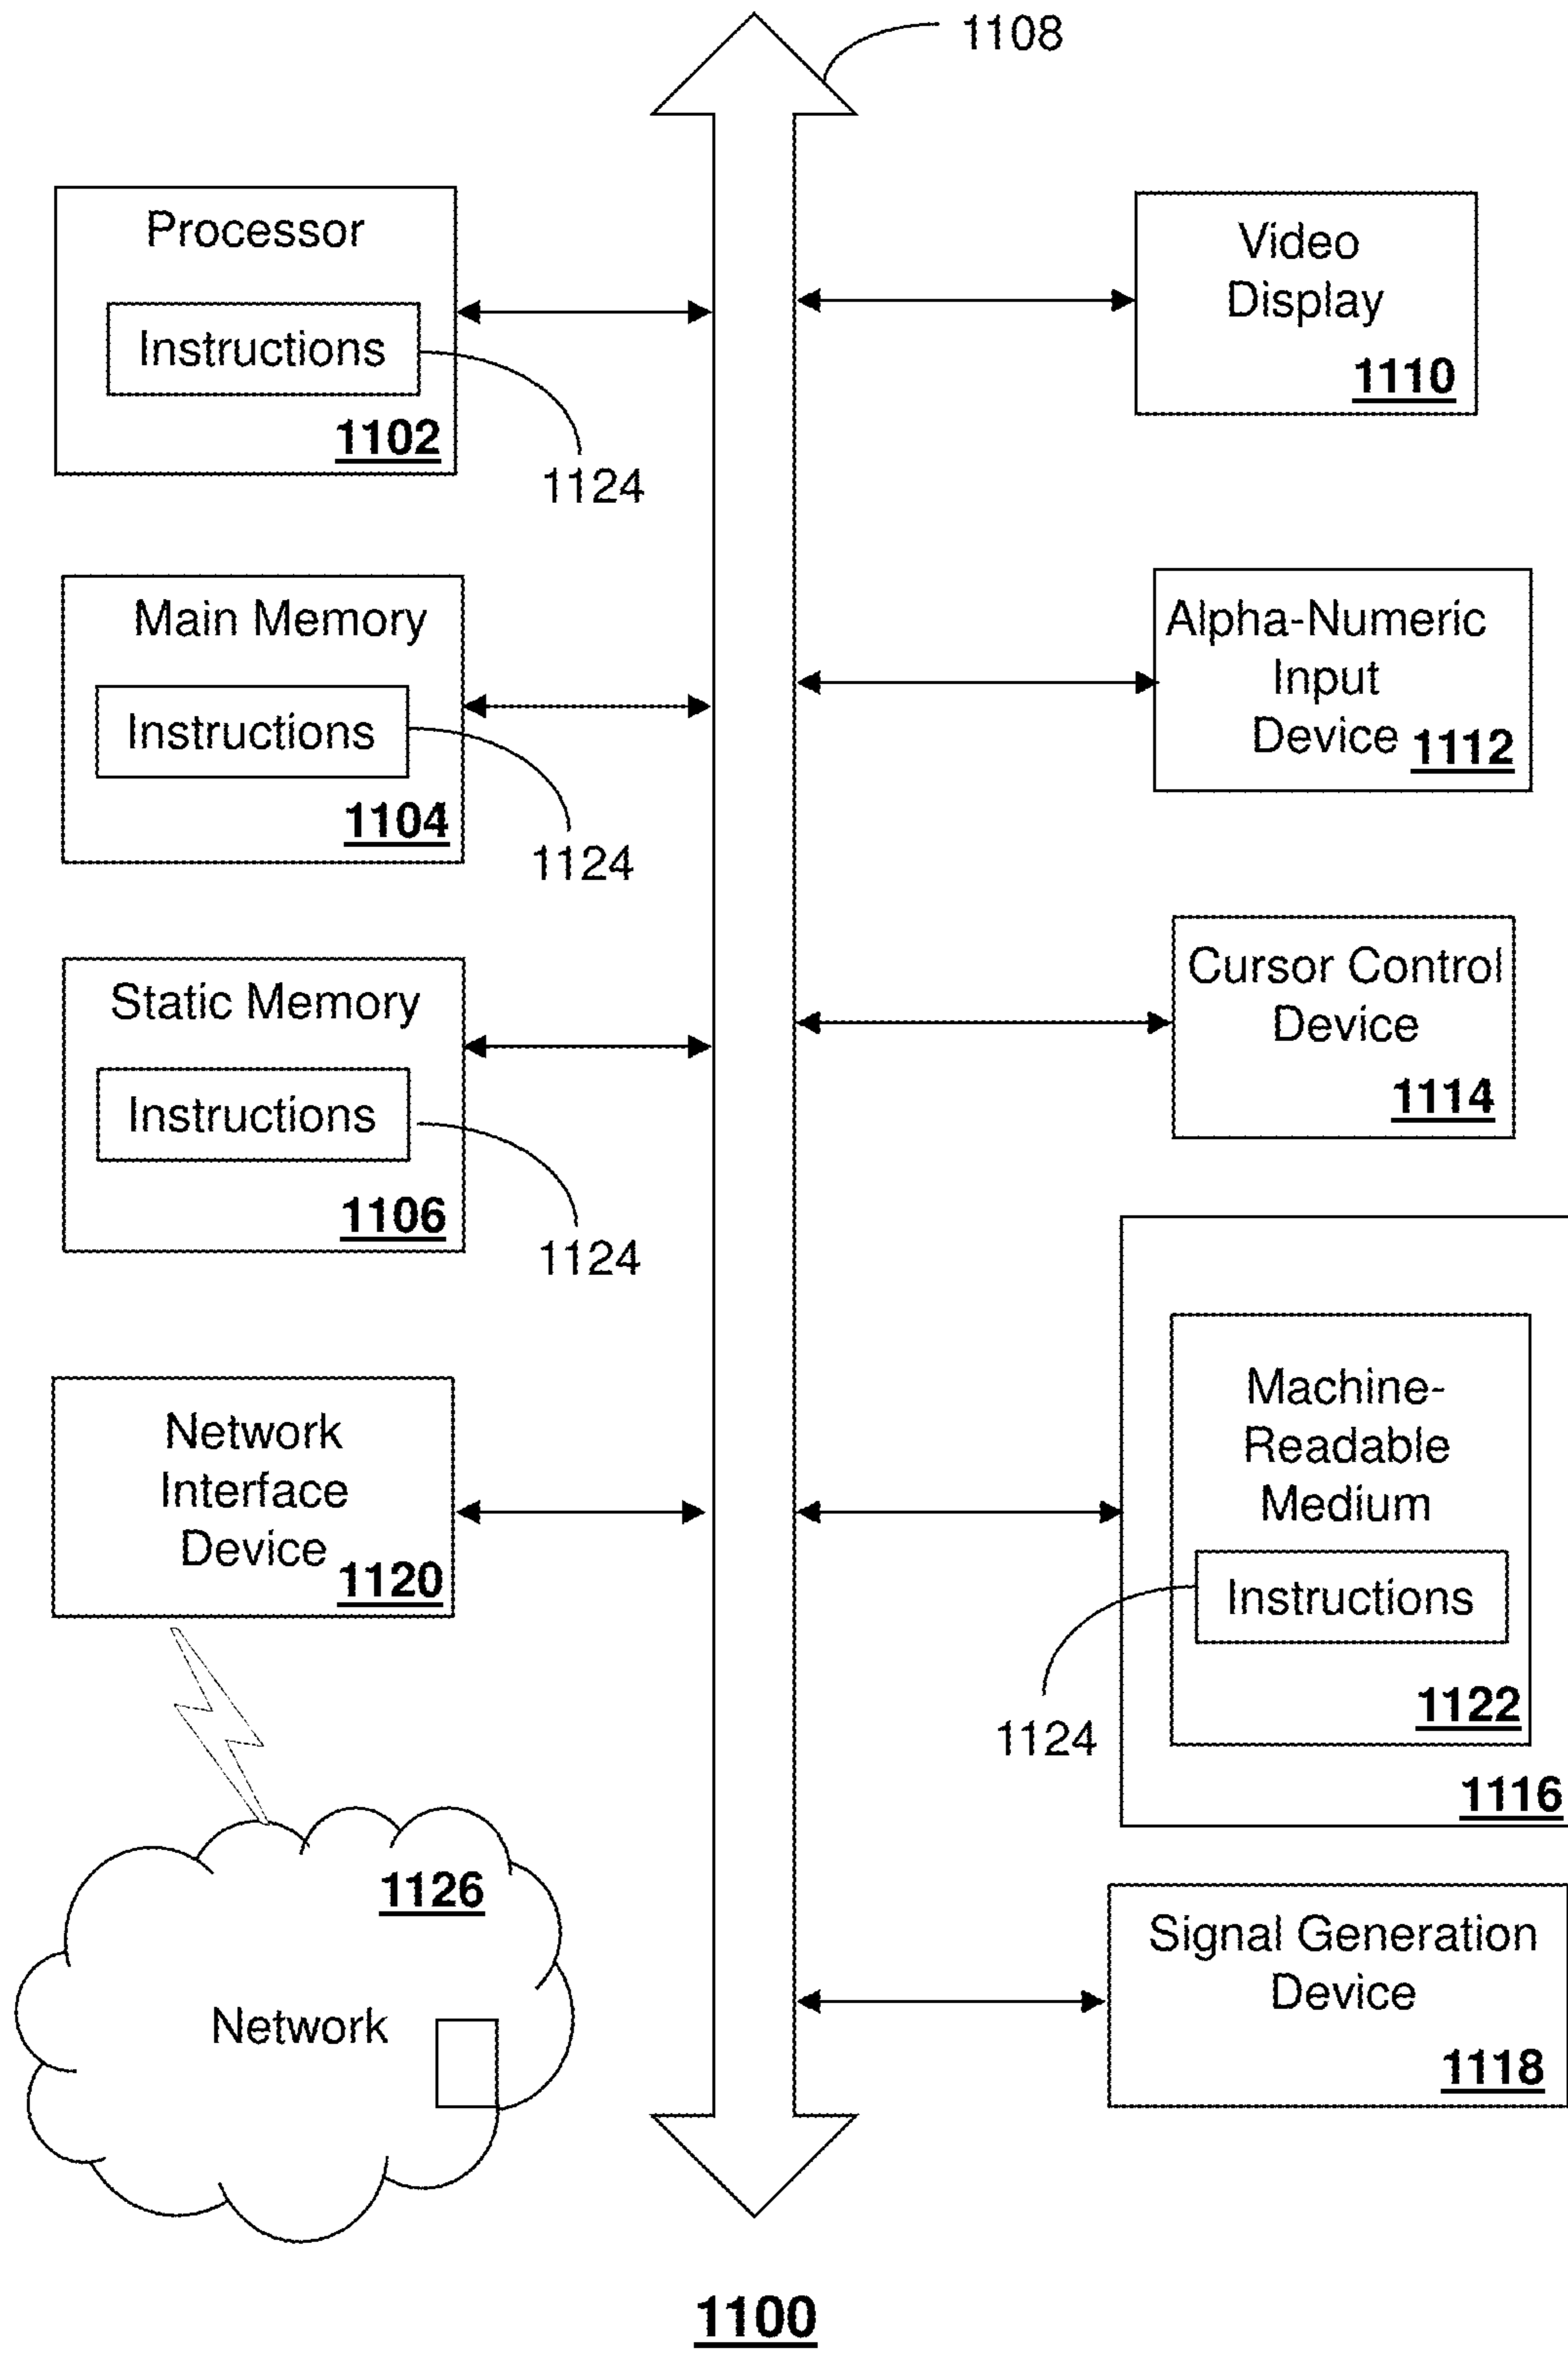 1108
Processor
Instructions
1102
1124
Main Memory
Instructions
1104
1124
Static Memory
Instructions
1106
1124
Network
Interface
Device
1120
1126
Network
Video
Display
1110
Alpha-Numeric
Input
Device 1112
Cursor Control
Device
1114
Machine-
Readable
Medium
Instructions
1122
1124
1116
Signal Generation
Device
1118
1100